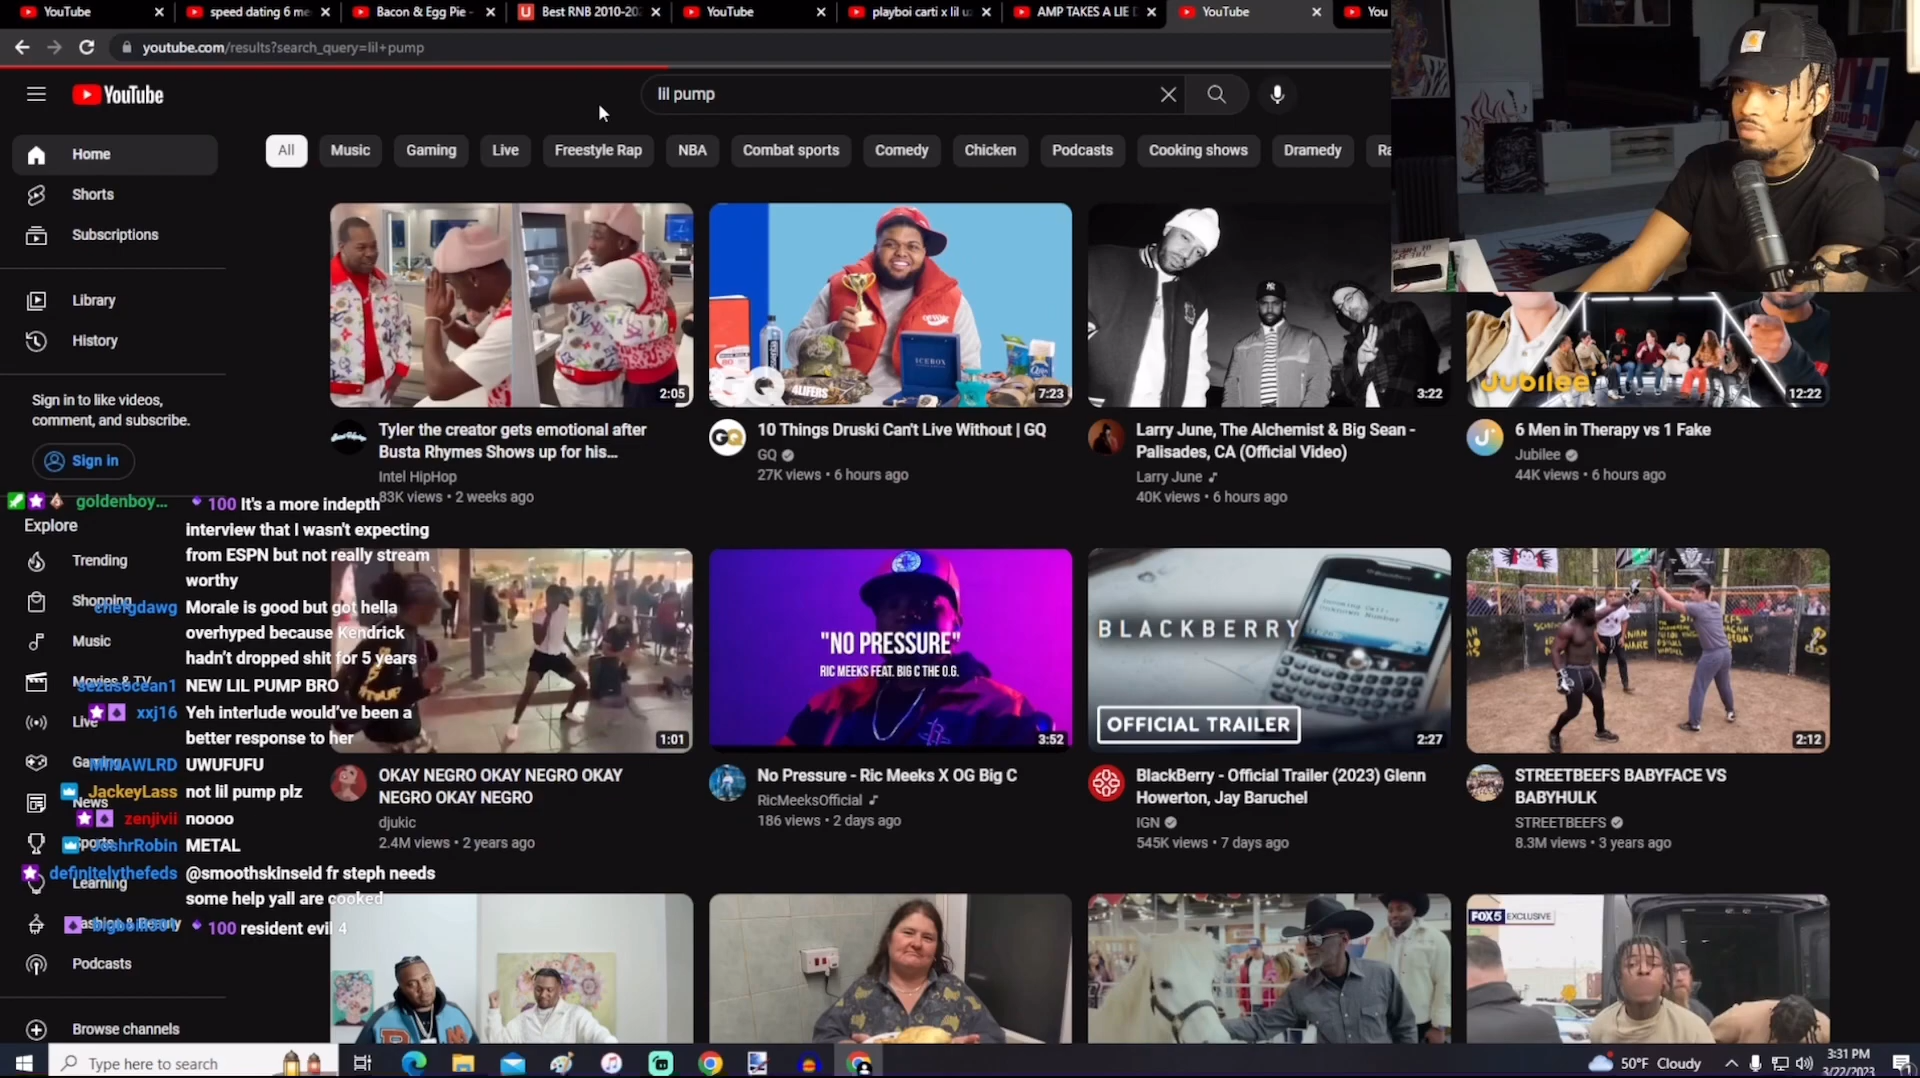 YouTube
speed dating 6 me
Bacon & Egg Pie -
Best RNB 2010-202
YouTube
playboi carti x lil u
AMP TAKES A LIE D
YouTube
You
youtube.com/results?search_query=lil+pump
YouTube
lil pump
Home
Shorts
Subscriptions
Library
History
Sign in to like videos,
comment, and subscribe.
Sign in
Explore
Trending
Shopping
Music
Movies & TV
Live
Gaming
News
Sports
Learning
Fashion & Beauty
Podcasts
Browse channels
All
Music
Gaming
Live
Freestyle Rap
NBA
Combat sports
Comedy
Chicken
Podcasts
Cooking shows
Dramedy
Ra
2:05
Tyler the creator gets emotional after
Busta Rhymes Shows up for his...
Intel HipHop
83K views • 2 weeks ago
GQ
4LIFERS
ICEBOX
7:23
GQ
10 Things Druski Can't Live Without | GQ
GQ
27K views • 6 hours ago
3:22
Larry June, The Alchemist & Big Sean -
Palisades, CA (Official Video)
Larry June
40K views • 6 hours ago
Jubilee
12:22
6 Men in Therapy vs 1 Fake
Jubilee
44K views • 6 hours ago
goldenboy... 100 It's a more indepth
interview that I wasn't expecting
from ESPN but not really stream
worthy
chefgdawg Morale is good but got hella
overhyped because Kendrick
hadn't dropped shit for 5 years
sezusocean1 NEW LIL PUMP BRO
xxj16 Yeh interlude would've been a
better response to her
UWUFUFU
JackeyLass not lil pump plz
zenjivii noooo
JoshrRobin METAL
definitelythefeds @smoothskinseid fr steph needs
some help yall are cooked
100 resident evil 4
1:01
OKAY NEGRO OKAY NEGRO OKAY
NEGRO OKAY NEGRO
djukic
2.4M views • 2 years ago
"NO PRESSURE"
RIC MEEKS FEAT. BIG C THE O.G.
3:52
No Pressure - Ric Meeks X OG Big C
RicMeeksOfficial
186 views • 2 days ago
BLACKBERRY
OFFICIAL TRAILER
2:27
BlackBerry - Official Trailer (2023) Glenn
Howerton, Jay Baruchel
IGN
545K views • 7 days ago
2:12
STREETBEEFS BABYFACE VS
BABYHULK
STREETBEEFS
8.3M views • 3 years ago
FOX5 EXCLUSIVE
Type here to search
50°F Cloudy
3:31 PM
3/22/2023